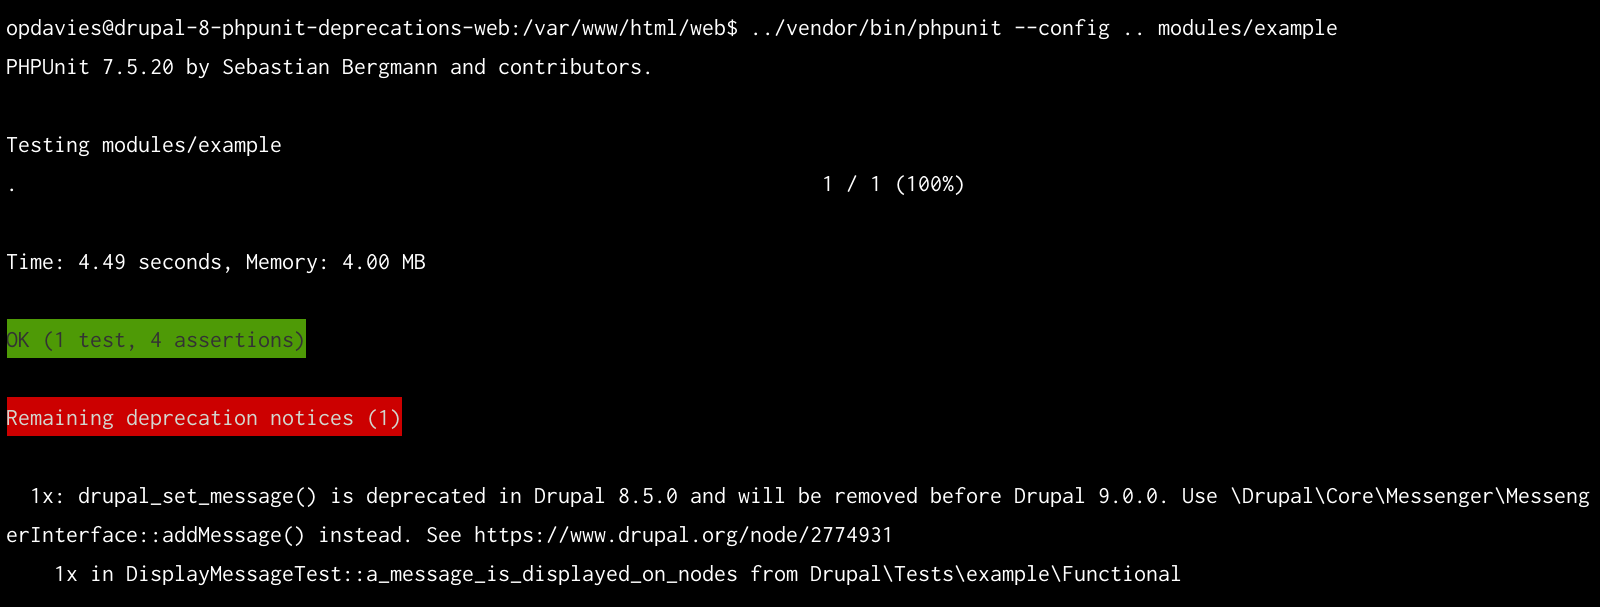 opdavies@drupal-8-phpunit-deprecations-web:/var/www/html/web$ ../vendor/bin/phpunit --config .. modules/example
PHPUnit 7.5.20 by Sebastian Bergmann and contributors.
Testing modules/example
. 1 / 1 (100%)
Time: 4.49 seconds, Memory: 4.00 MB
OK (1 test, 4 assertions)
Remaining deprecation notices (1)
1x: drupal_set_message() is deprecated in Drupal 8.5.0 and will be removed before Drupal 9.0.0. Use \Drupal\Core\Messenger\Messeng
erInterface::addMessage() instead. See https://www.drupal.org/node/2774931
1x in DisplayMessageTest::a_message_is_displayed_on_nodes from Drupal\Tests\example\Functional